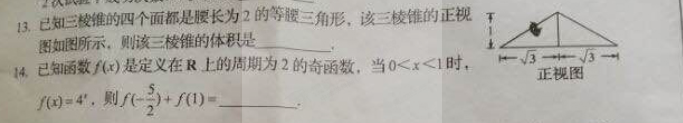 13. 已知三棱锥的四个面都是腰长为 2 的等腰三角形，该三棱锥的正视
图如图所示，则该三棱锥的体积是________.
14. 已知函数 f(x) 是定义在 R 上的周期为 2 的奇函数，当 0<x<1 时，
f(x)=4ˣ，则 f(-5/2)+f(1)=________.
1
√3 √3
正视图